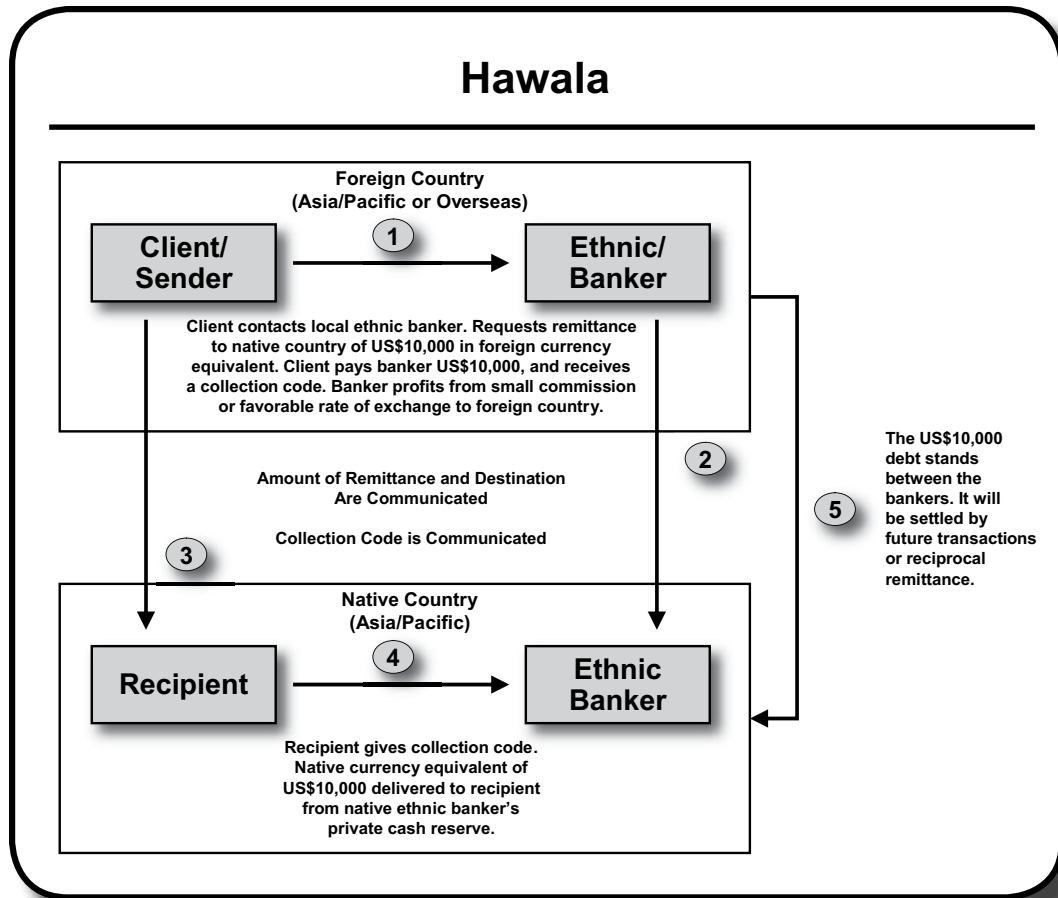 Hawala
Foreign Country
(Asia/Pacific or Overseas)
1
Client/
Sender
Ethnic/
Banker
Client contacts local ethnic banker. Requests remittance
to native country of US$10,000 in foreign currency
equivalent. Client pays banker US$10,000, and receives
a collection code. Banker profits from small commission
or favorable rate of exchange to foreign country.
2
Amount of Remittance and Destination
Are Communicated
Collection Code is Communicated
3
5
The US$10,000
debt stands
between the
bankers. It will
be settled by
future transactions
or reciprocal
remittance.
Native Country
(Asia/Pacific)
4
Recipient
Ethnic
Banker
Recipient gives collection code.
Native currency equivalent of
US$10,000 delivered to recipient
from native ethnic banker's
private cash reserve.